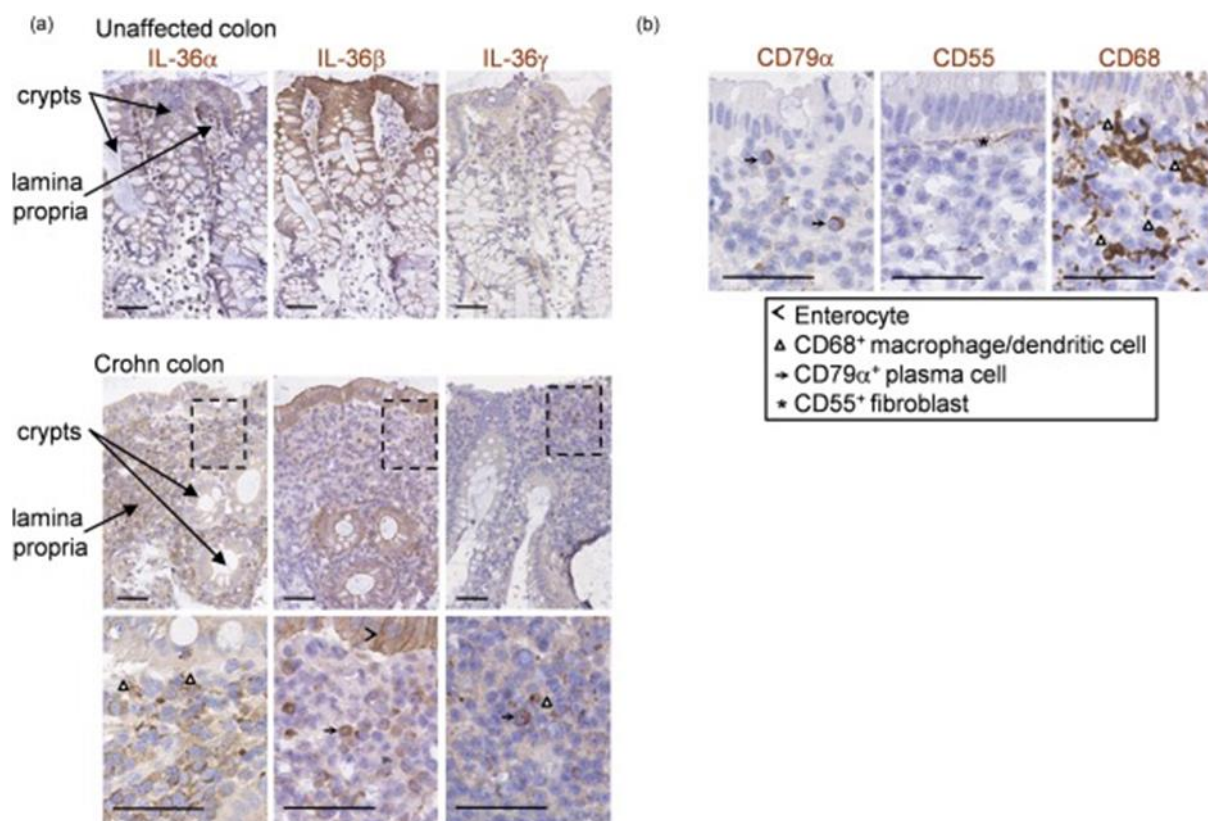 (a)
Unaffected colon
IL-36α IL-36β IL-36γ
crypts
lamina
propria
Crohn colon
crypts
lamina
propria
(b)
CD79α CD55 CD68
Enterocyte
CD68⁺ macrophage/dendritic cell
CD79α⁺ plasma cell
CD55⁺ fibroblast